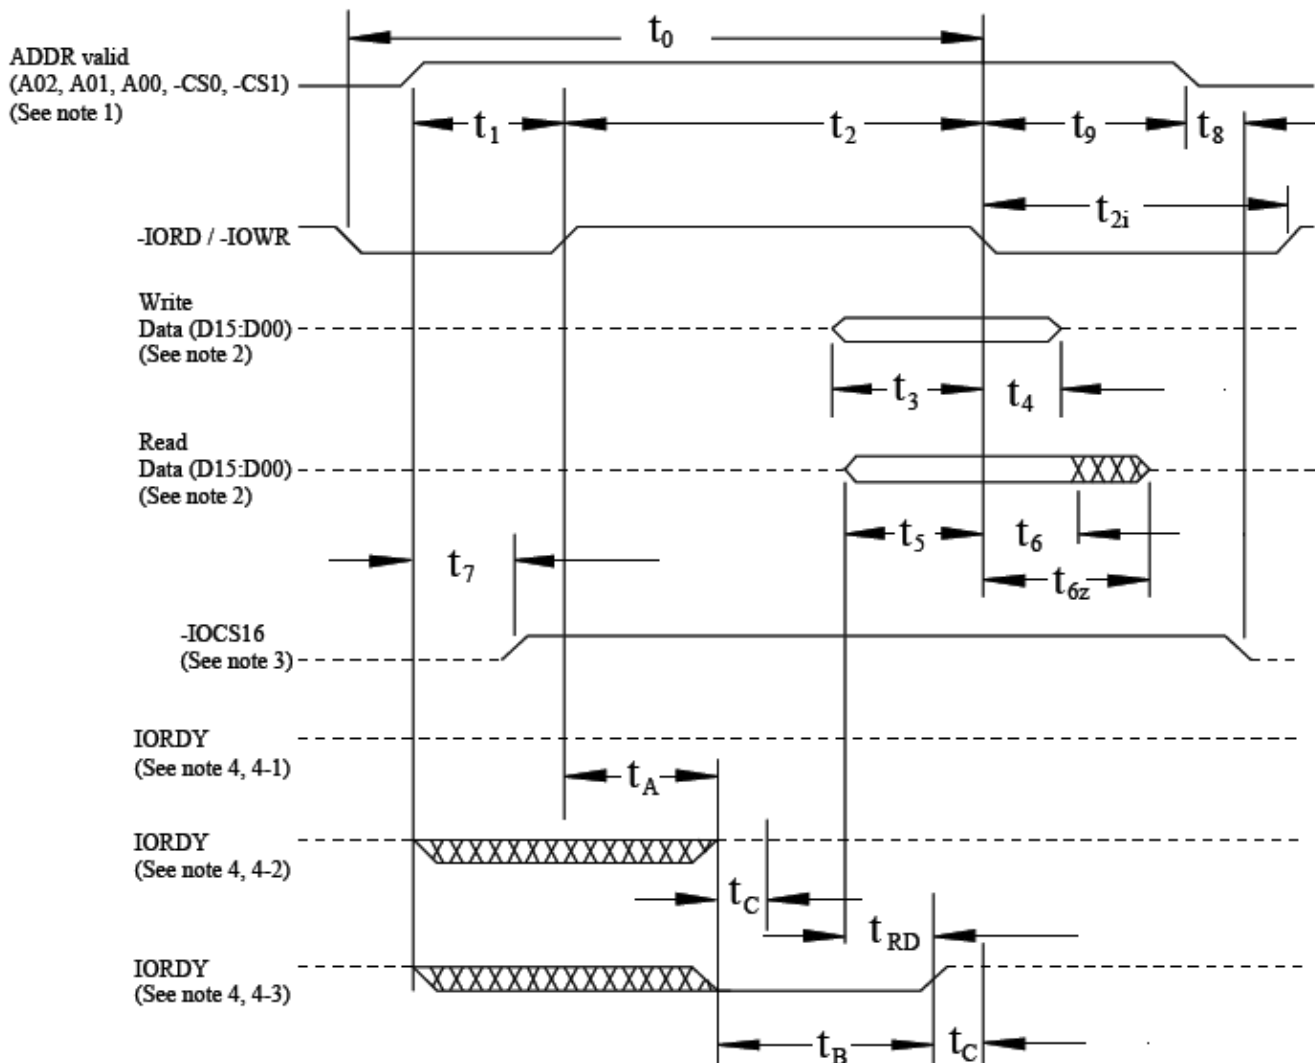 t0
ADDR valid
(A02, A01, A00, -CS0, -CS1)
(See note 1)
t1
t2
t9
t8
t2i
-IORD / -IOWR
Write
Data (D15:D00)
(See note 2)
t3
t4
Read
Data (D15:D00)
(See note 2)
t5
t6
t7
t6z
-IOCS16
(See note 3)
IORDY
(See note 4, 4-1)
tA
IORDY
(See note 4, 4-2)
tC
tRD
IORDY
(See note 4, 4-3)
tB
tC